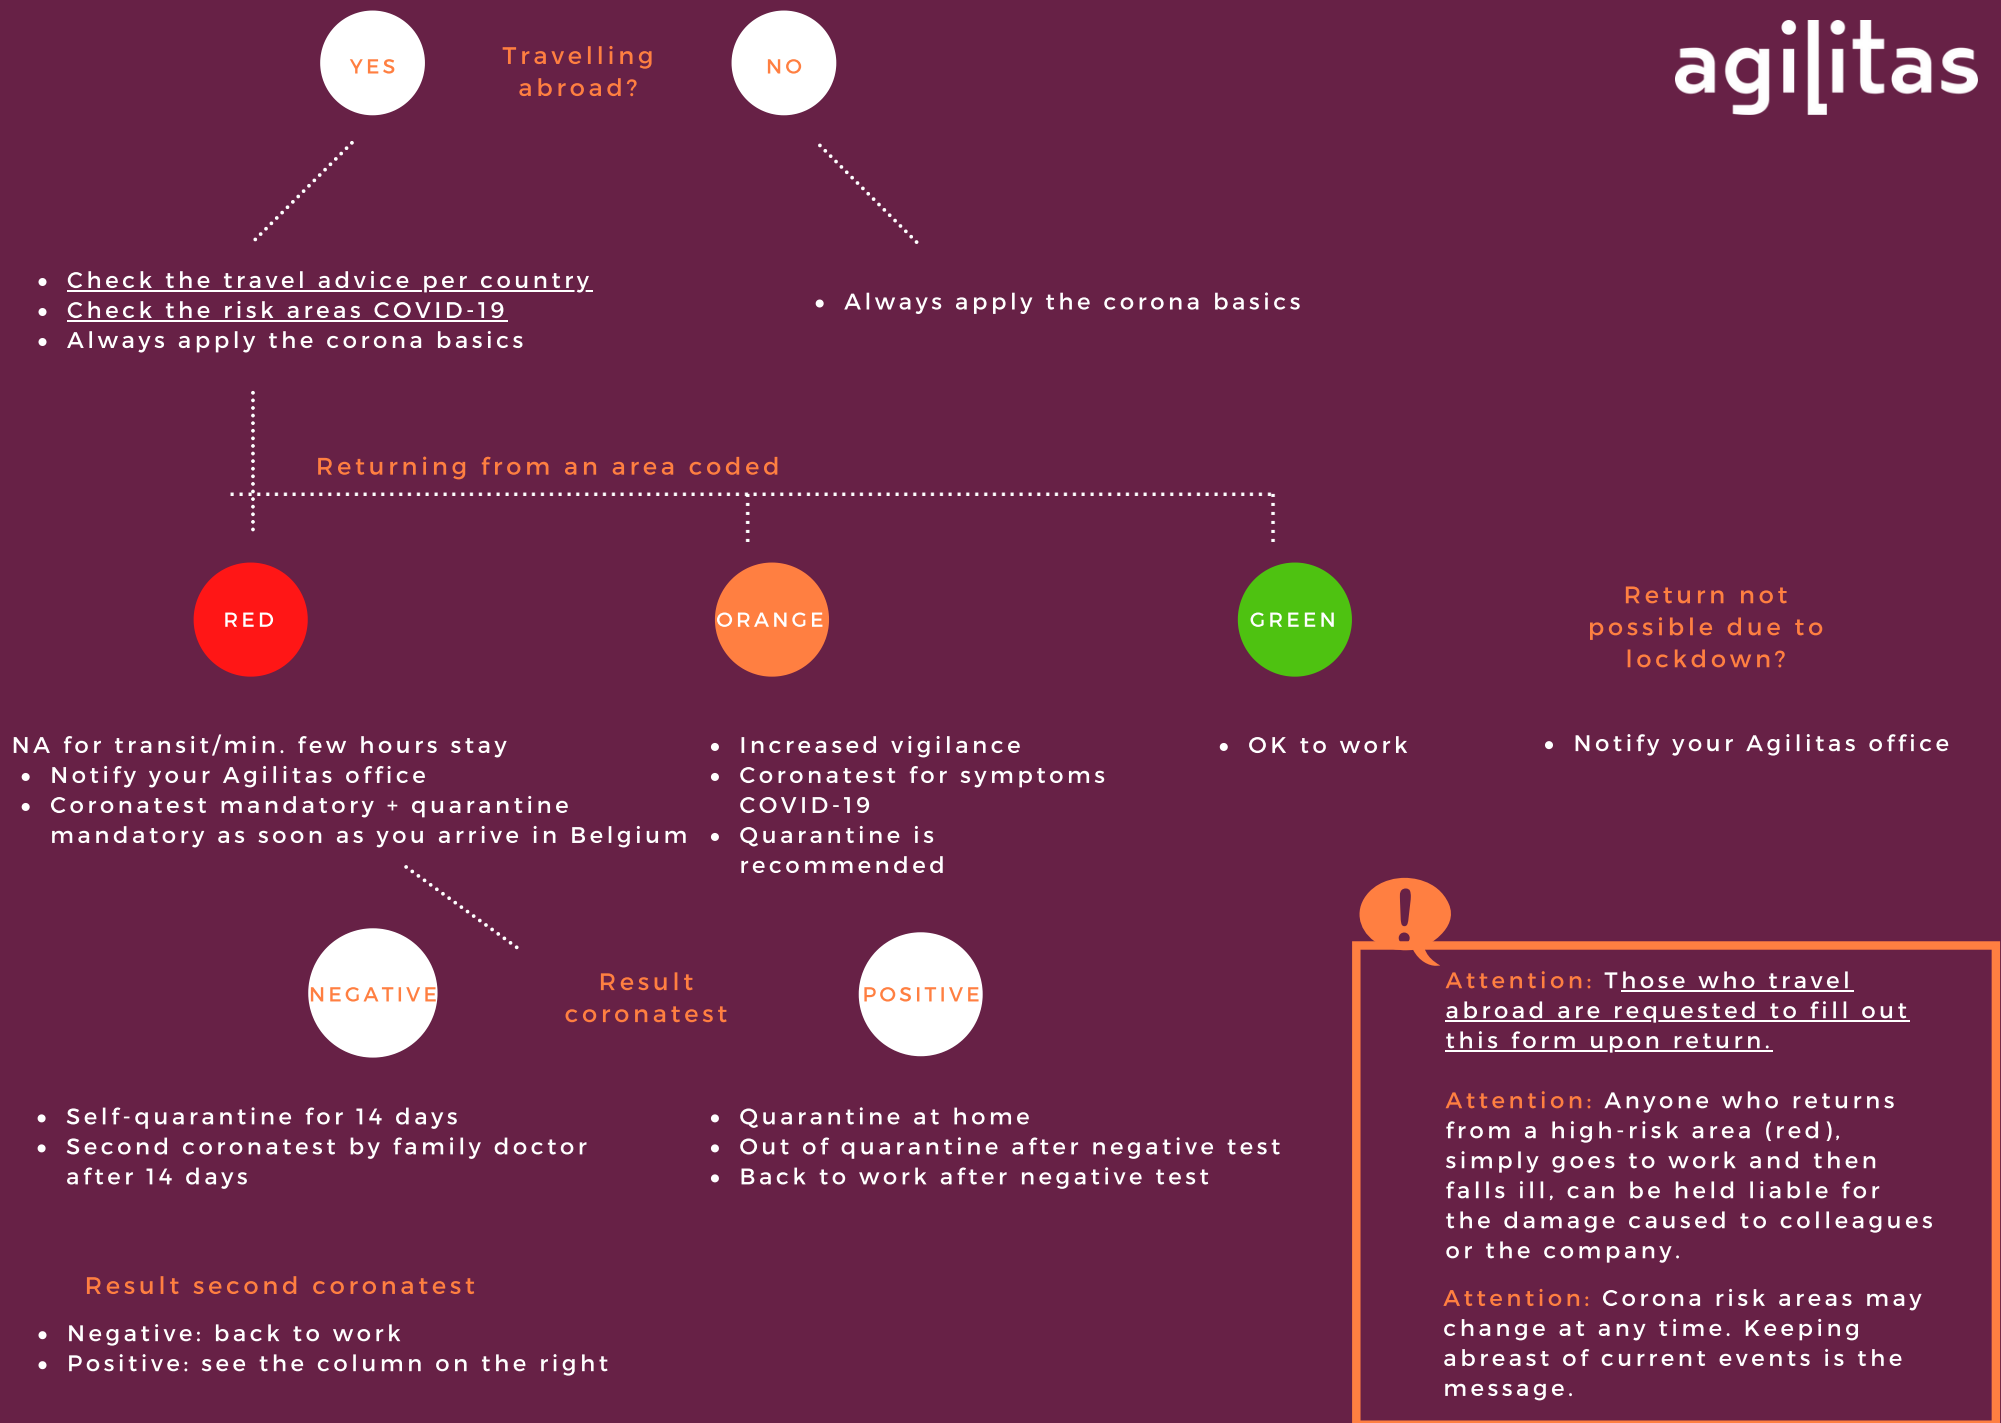 YES
Travelling
abroad?
NO
agilitas
Check the travel advice per country
Check the risk areas COVID-19
Always apply the corona basics
Always apply the corona basics
Returning from an area coded
RED
ORANGE
GREEN
Return not
possible due to
lockdown?
NA for transit/min. few hours stay
Notify your Agilitas office
Coronatest mandatory + quarantine
mandatory as soon as you arrive in Belgium
Increased vigilance
Coronatest for symptoms
COVID-19
Quarantine is
recommended
OK to work
Notify your Agilitas office
NEGATIVE
Result
coronatest
POSITIVE
Self-quarantine for 14 days
Second coronatest by family doctor
after 14 days
Quarantine at home
Out of quarantine after negative test
Back to work after negative test
Result second coronatest
Negative: back to work
Positive: see the column on the right
!
Attention: Those who travel
abroad are requested to fill out
this form upon return.
Attention: Anyone who returns
from a high-risk area (red),
simply goes to work and then
falls ill, can be held liable for
the damage caused to colleagues
or the company.
Attention: Corona risk areas may
change at any time. Keeping
abreast of current events is the
message.